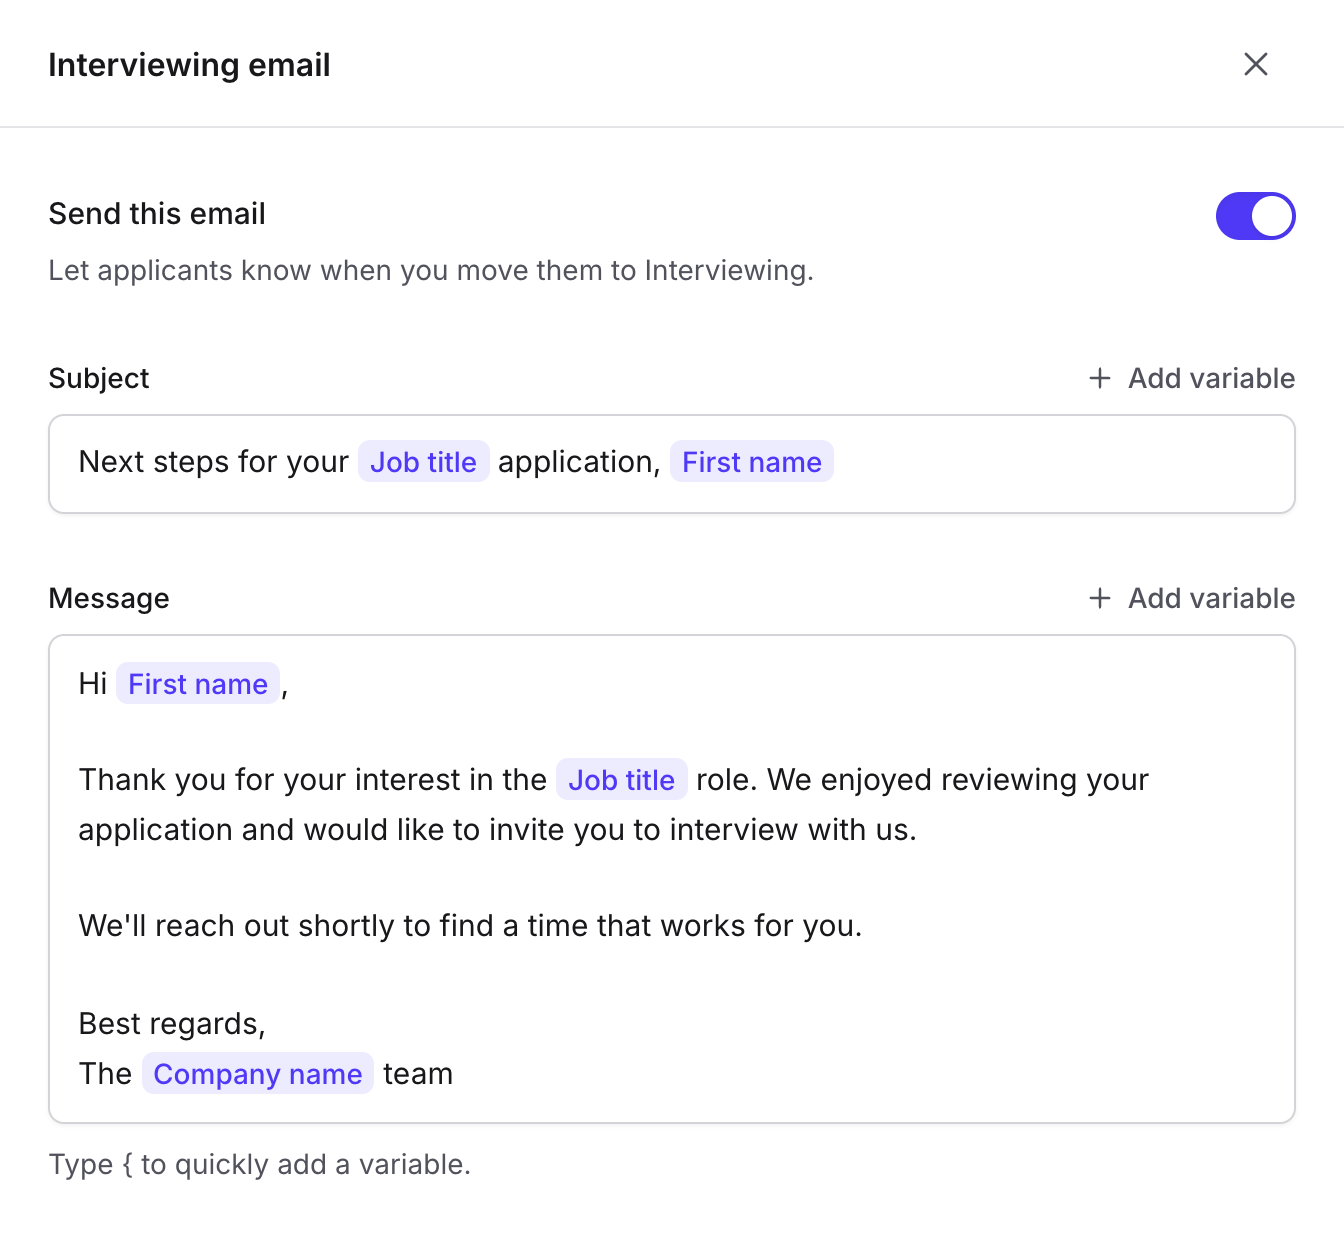 Interviewing email
Send this email
Let applicants know when you move them to Interviewing.
Subject
+ Add variable
Next steps for your Job title application, First name
Message
+ Add variable
Hi First name,
Thank you for your interest in the Job title role. We enjoyed reviewing your
application and would like to invite you to interview with us.
We'll reach out shortly to find a time that works for you.
Best regards,
The Company name team
Type { to quickly add a variable.